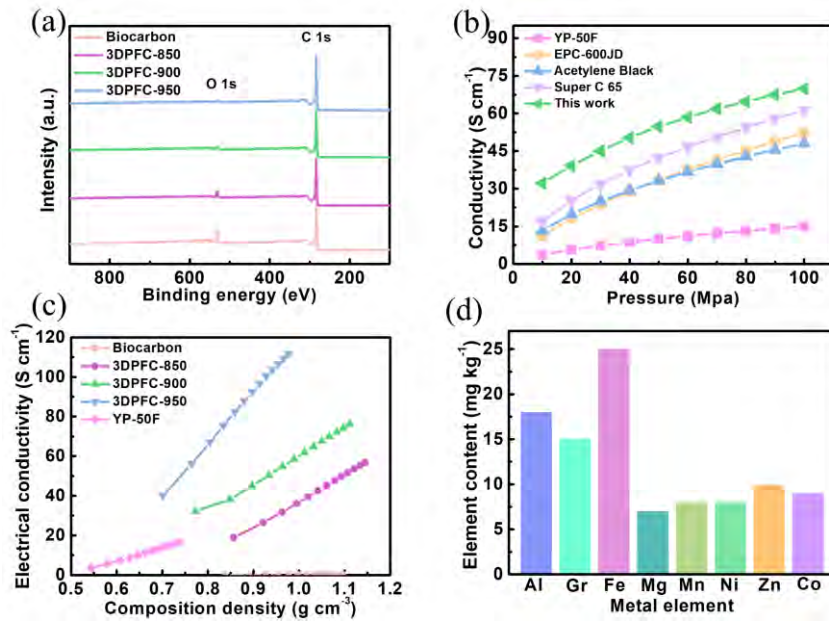 (a)
Biocarbon
3DPFC-850
3DPFC-900
3DPFC-950
C 1s
O 1s
Intensity (a.u.)
800 600 400 200
Binding energy (eV)
(b)
YP-50F
EPC-600JD
Acetylene Black
Super C 65
This work
Conductivity (S cm⁻¹)
90
75
60
45
30
15
0
0 20 40 60 80 100
Pressure (Mpa)
(c)
Biocarbon
3DPFC-850
3DPFC-900
3DPFC-950
YP-50F
Electrical conductivity (S cm⁻¹)
120
100
80
60
40
20
0
0.5 0.6 0.7 0.8 0.9 1.0 1.1 1.2
Composition density (g cm⁻³)
(d)
Element content (mg kg⁻¹)
25
20
15
10
5
0
Al Gr Fe Mg Mn Ni Zn Co
Metal element